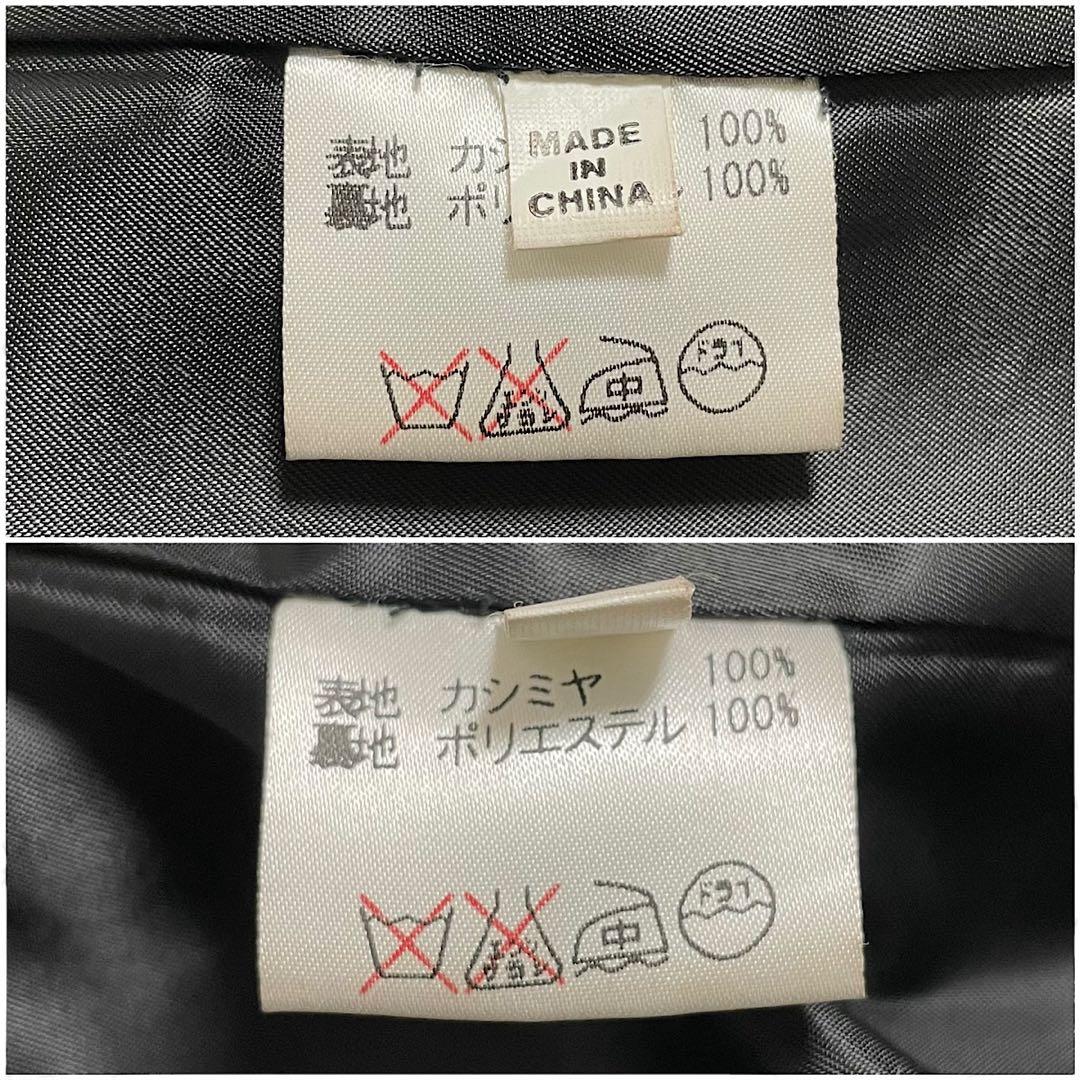 表地 カシ 100%
裏地 ポリ 100%
MADE
IN
CHINA
中
ドライ
表地 カシミヤ 100%
裏地 ポリエステル 100%
中
ドライ